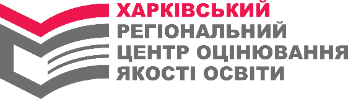 ХАРКІВСЬКИЙ
РЕГІОНАЛЬНИЙ
ЦЕНТР ОЦІНЮВАННЯ
ЯКОСТІ ОСВІТИ